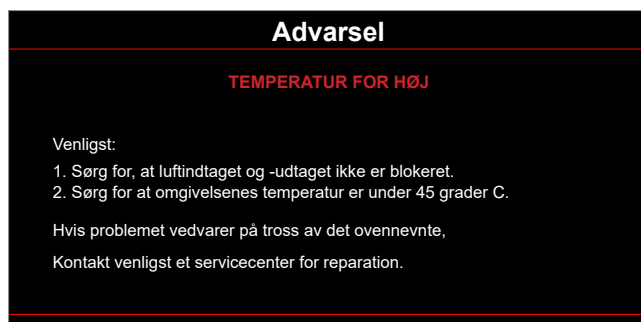 Advarsel
TEMPERATUR FOR HØJ
Venligst:
1. Sørg for, at luftindtaget og -udtaget ikke er blokeret.
2. Sørg for at omgivelsenes temperatur er under 45 grader C.
Hvis problemet vedvarer på tross av det ovennevnte,
Kontakt venligst et servicecenter for reparation.